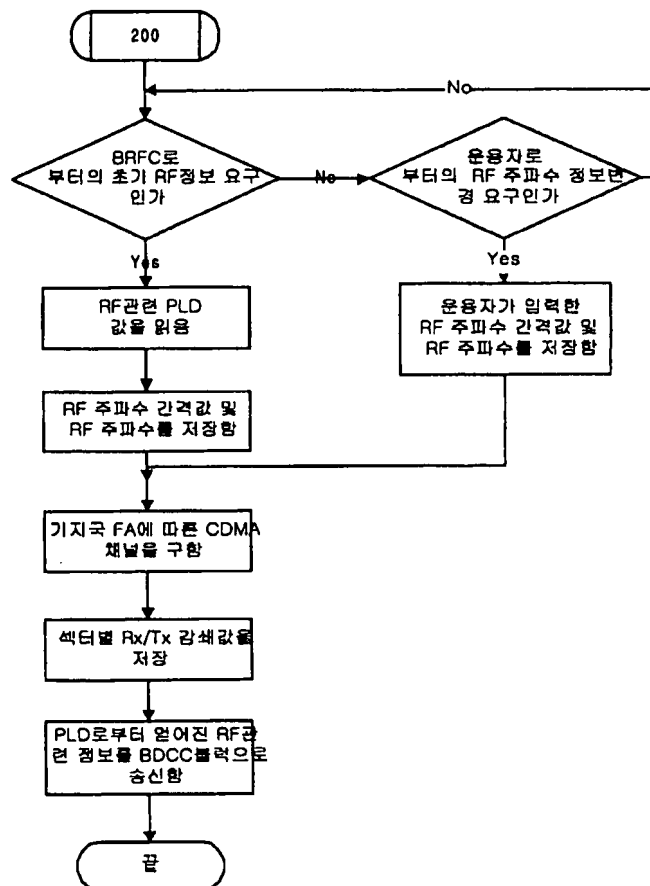 200
No
BRFC로
부터의 초기 RF정보 요구
인가
No
운용자로
부터의 RF 주파수 정보변
경 요구인가
Yes
Yes
RF관련 PLD
값을 읽음
운용자가 입력한
RF 주파수 간격값 및
RF 주파수를 저장함
RF 주파수 간격값 및
RF 주파수를 저장함
기지국 FA에 따른 CDMA
채널을 구함
섹터별 Rx/Tx 감쇄값을
저장
PLD로부터 얻어진 RF관
련 정보를 BDCC블럭으로
송신함
끝